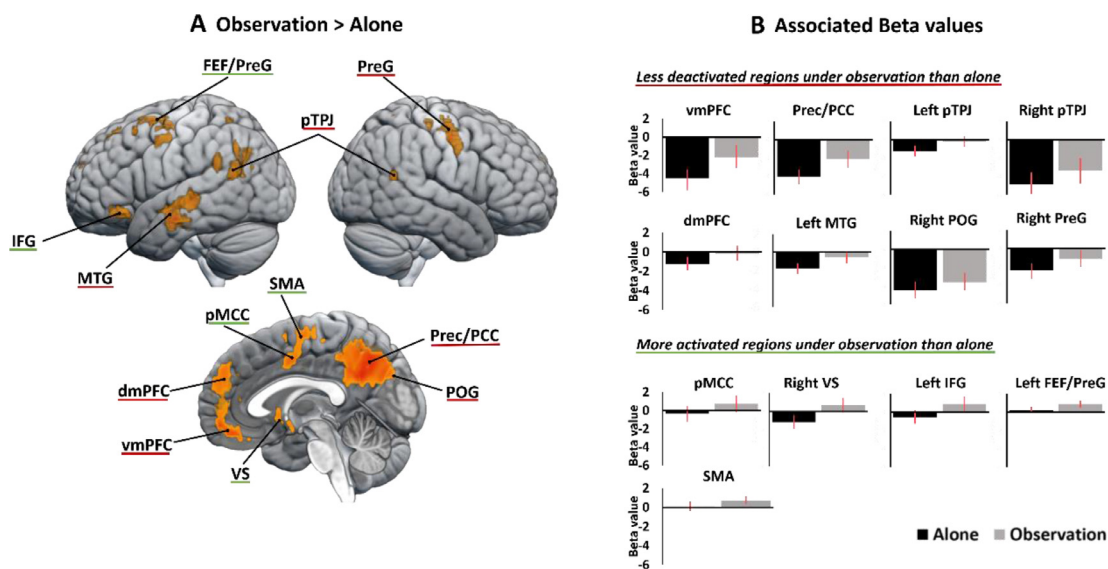 A Observation > Alone
FEF/PreG
PreG
pTPJ
IFG
MTG
SMA
pMCC
Prec/PCC
dmPFC
POG
vmPFC
VS
B Associated Beta values
Less deactivated regions under observation than alone
vmPFC Prec/PCC Left pTPJ Right pTPJ
Beta value
2
0
-2
-4
-6
dmPFC Left MTG Right POG Right PreG
Beta value
2
0
-2
-4
-6
More activated regions under observation than alone
pMCC Right VS Left IFG Left FEF/PreG
Beta value
2
0
-2
-4
-6
SMA
Beta value
2
0
-2
-4
-6
Alone Observation